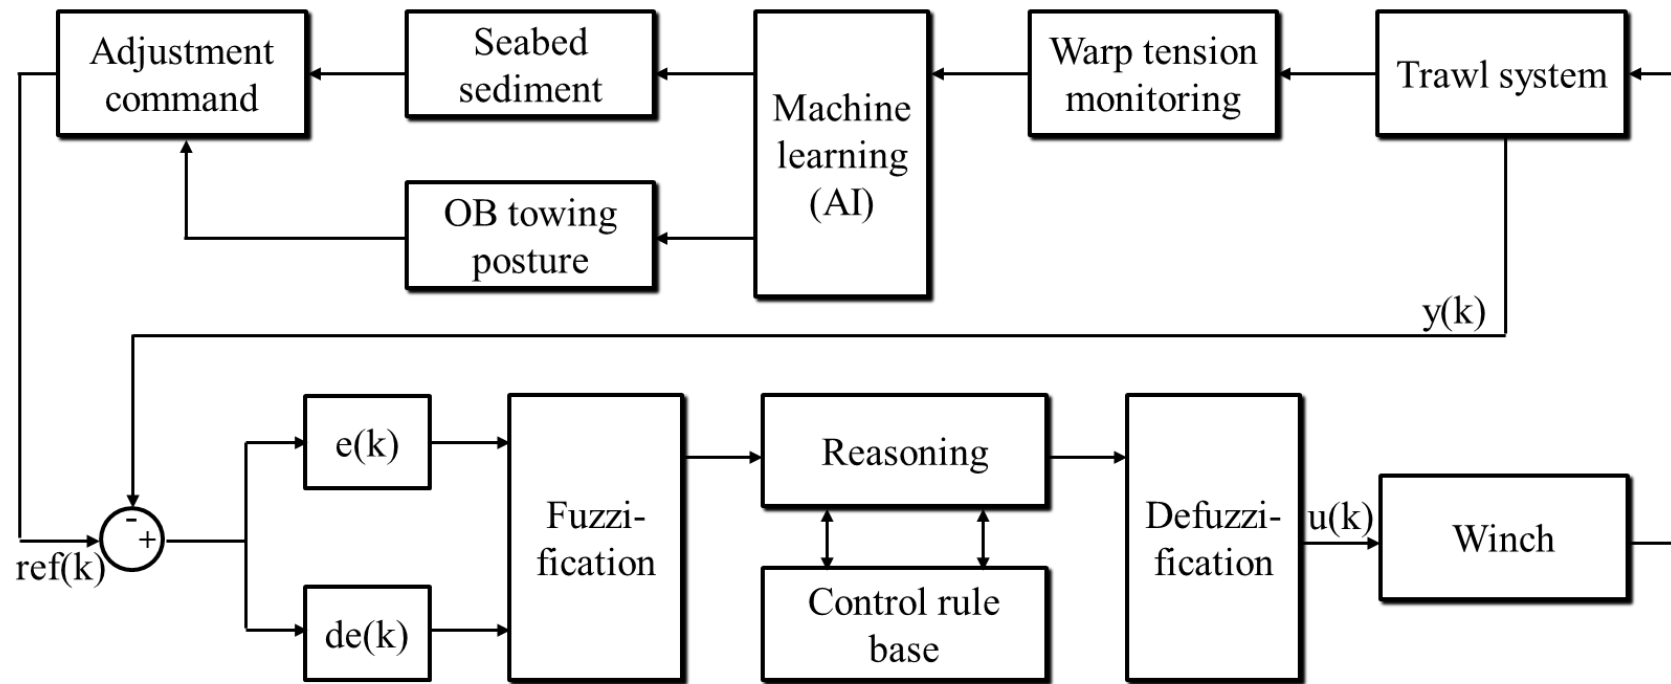 Adjustment
command
Seabed
sediment
OB towing
posture
Machine
learning
(AI)
Warp tension
monitoring
Trawl system
y(k)
ref(k)
-
+
e(k)
de(k)
Fuzzi-
fication
Reasoning
Control rule
base
Defuzzi-
fication
u(k)
Winch